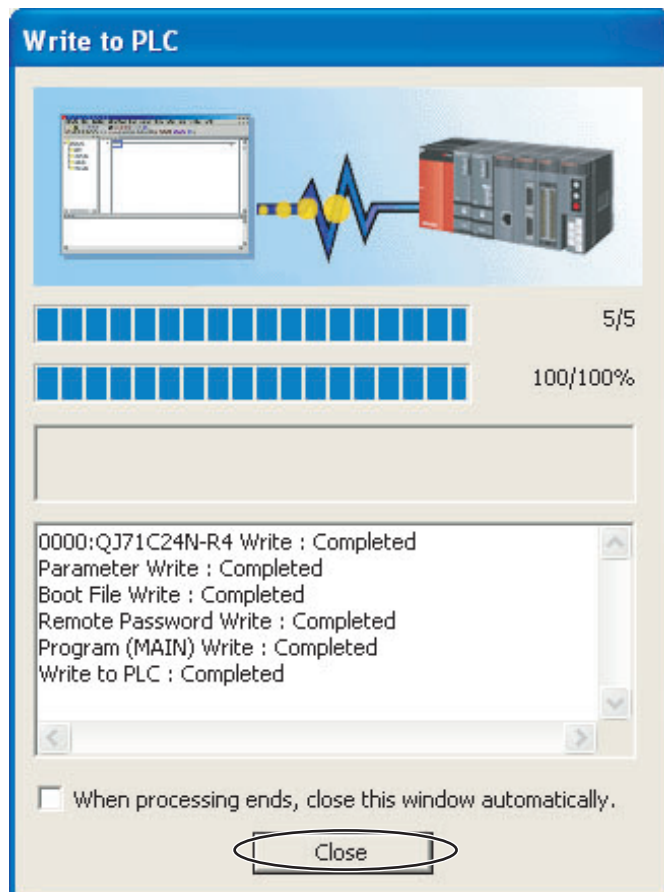 Write to PLC
5/5
100/100%
0000:QJ71C24N-R4 Write : Completed
Parameter Write : Completed
Boot File Write : Completed
Remote Password Write : Completed
Program (MAIN) Write : Completed
Write to PLC : Completed
When processing ends, close this window automatically.
Close